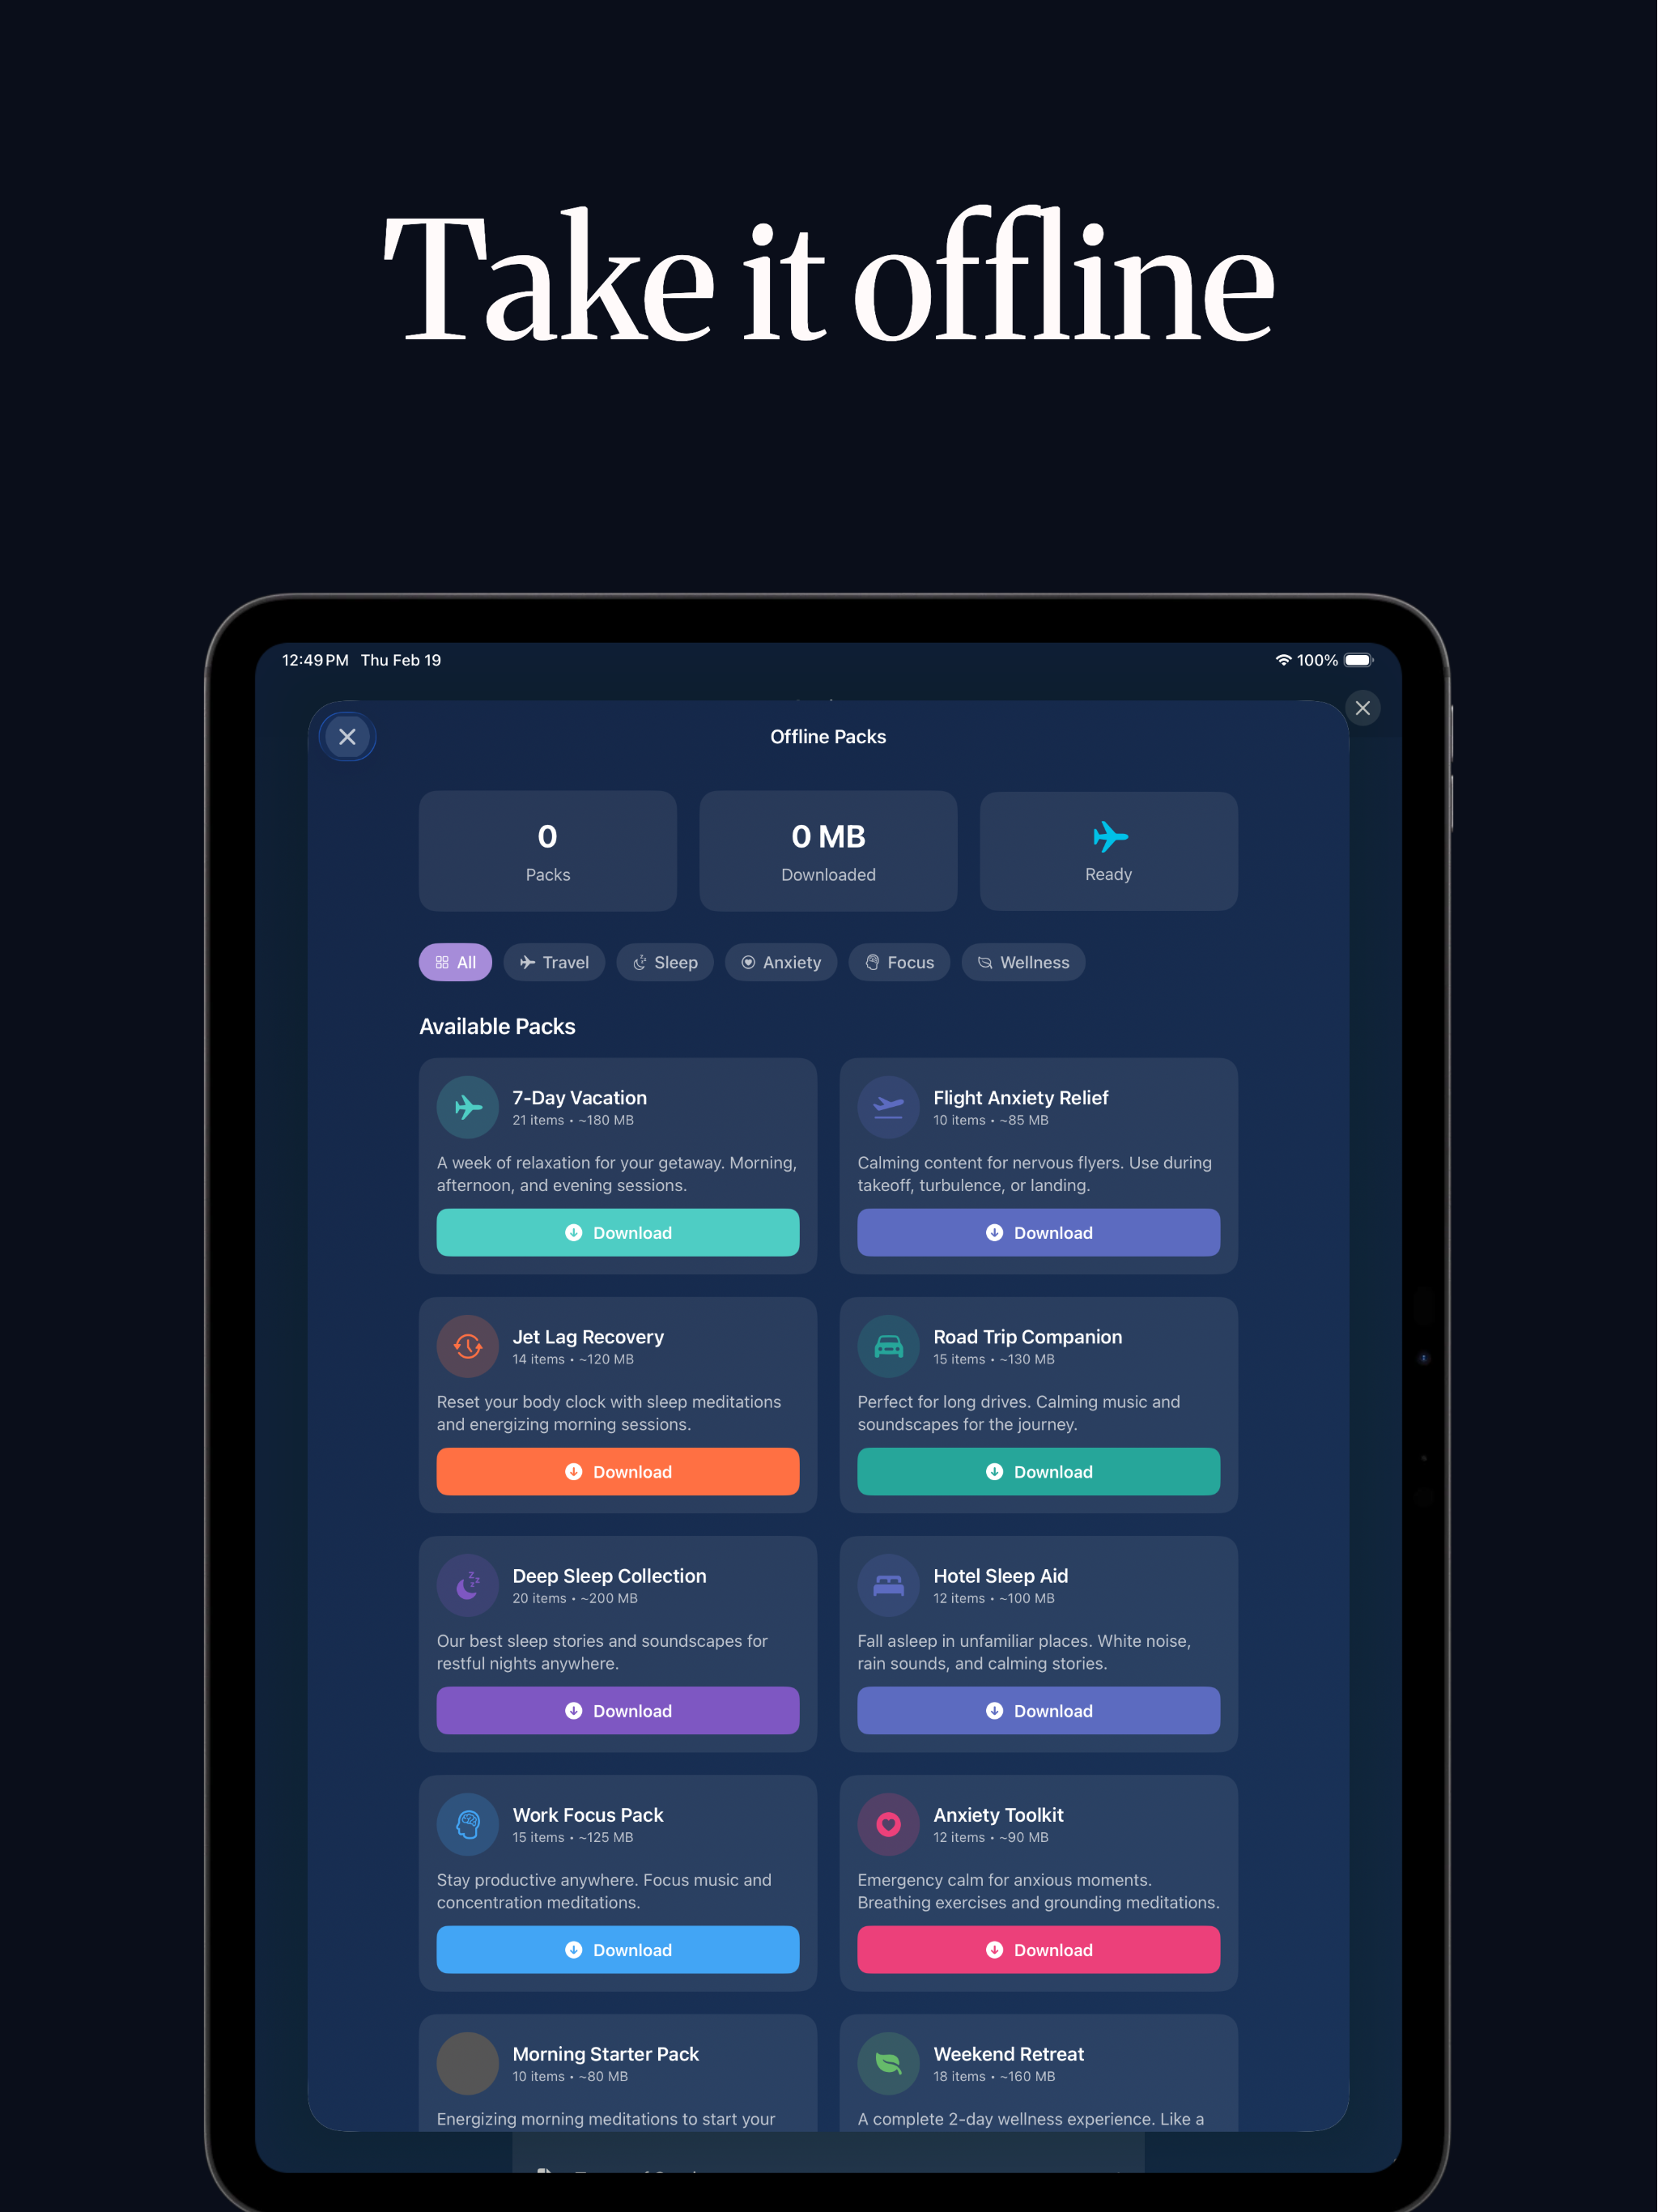 Take it offline
12:49 PM Thu Feb 19
100%
Offline Packs
0
Packs
0 MB
Downloaded
Ready
All
Travel
Sleep
Anxiety
Focus
Wellness
Available Packs
7-Day Vacation
21 items • ~180 MB
A week of relaxation for your getaway. Morning,
afternoon, and evening sessions.
Download
Flight Anxiety Relief
10 items • ~85 MB
Calming content for nervous flyers. Use during
takeoff, turbulence, or landing.
Download
Jet Lag Recovery
14 items • ~120 MB
Reset your body clock with sleep meditations
and energizing morning sessions.
Download
Road Trip Companion
15 items • ~130 MB
Perfect for long drives. Calming music and
soundscapes for the journey.
Download
Deep Sleep Collection
20 items • ~200 MB
Our best sleep stories and soundscapes for
restful nights anywhere.
Download
Hotel Sleep Aid
12 items • ~100 MB
Fall asleep in unfamiliar places. White noise,
rain sounds, and calming stories.
Download
Work Focus Pack
15 items • ~125 MB
Stay productive anywhere. Focus music and
concentration meditations.
Download
Anxiety Toolkit
12 items • ~90 MB
Emergency calm for anxious moments.
Breathing exercises and grounding meditations.
Download
Morning Starter Pack
10 items • ~80 MB
Energizing morning meditations to start your
Weekend Retreat
18 items • ~160 MB
A complete 2-day wellness experience. Like a